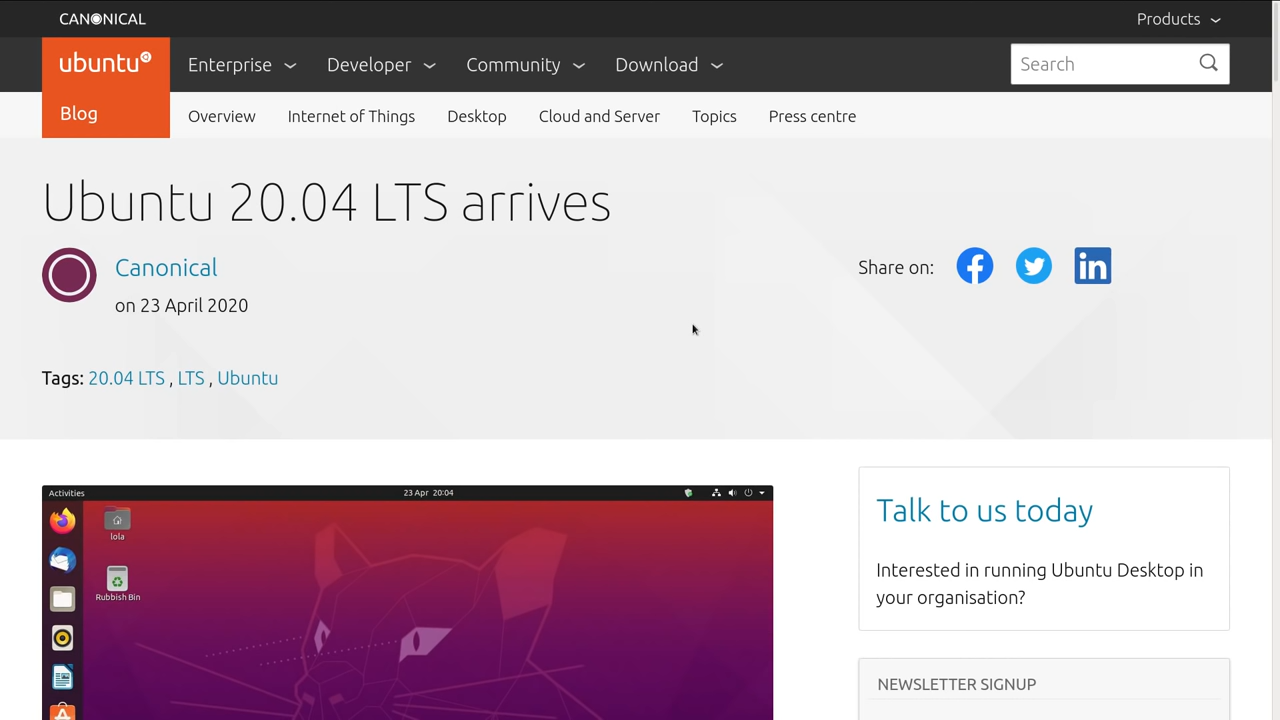 CANONICAL
Products
ubuntu
Enterprise Developer Community Download
Search
Blog
Overview Internet of Things Desktop Cloud and Server Topics Press centre
Ubuntu 20.04 LTS arrives
Canonical
on 23 April 2020
Share on:
Tags: 20.04 LTS , LTS , Ubuntu
Activities
23 Apr 20:04
lola
Rubbish Bin
Talk to us today
Interested in running Ubuntu Desktop in
your organisation?
NEWSLETTER SIGNUP